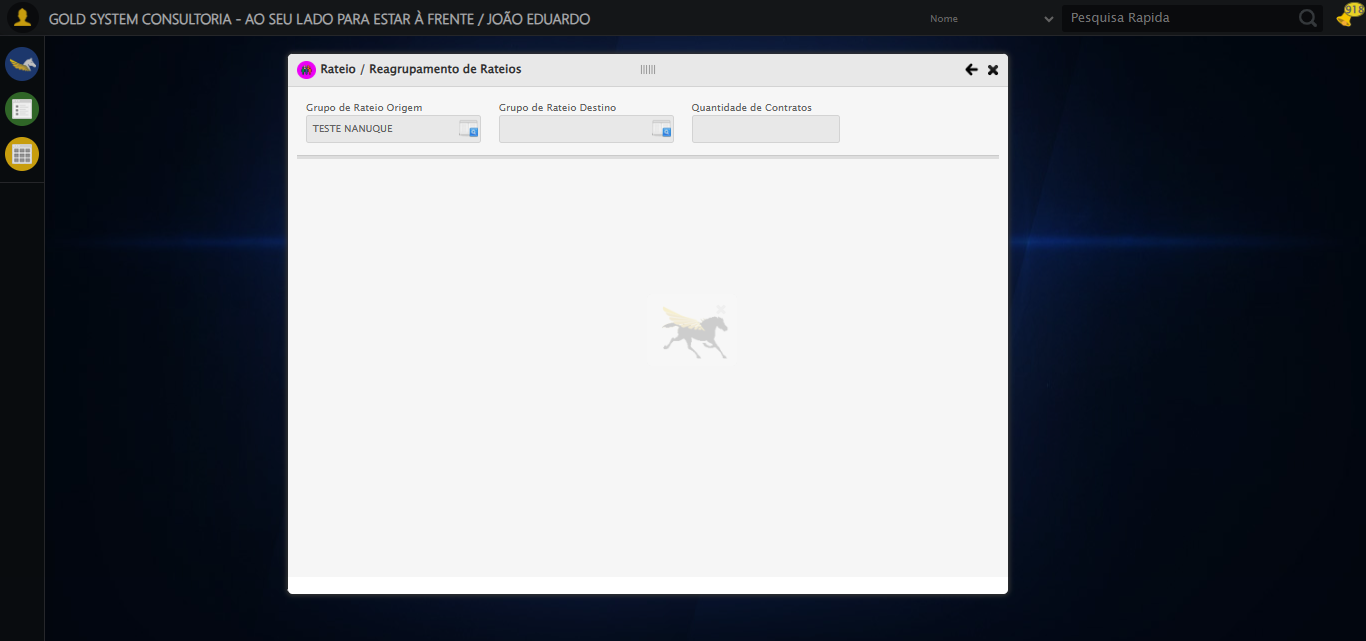 GOLD SYSTEM CONSULTORIA - AO SEU LADO PARA ESTAR À FRENTE / JOÃO EDUARDO
Nome
Pesquisa Rapida
918
Rateio / Reagrupamento de Rateios
Grupo de Rateio Origem
Grupo de Rateio Destino
Quantidade de Contratos
TESTE NANUQUE